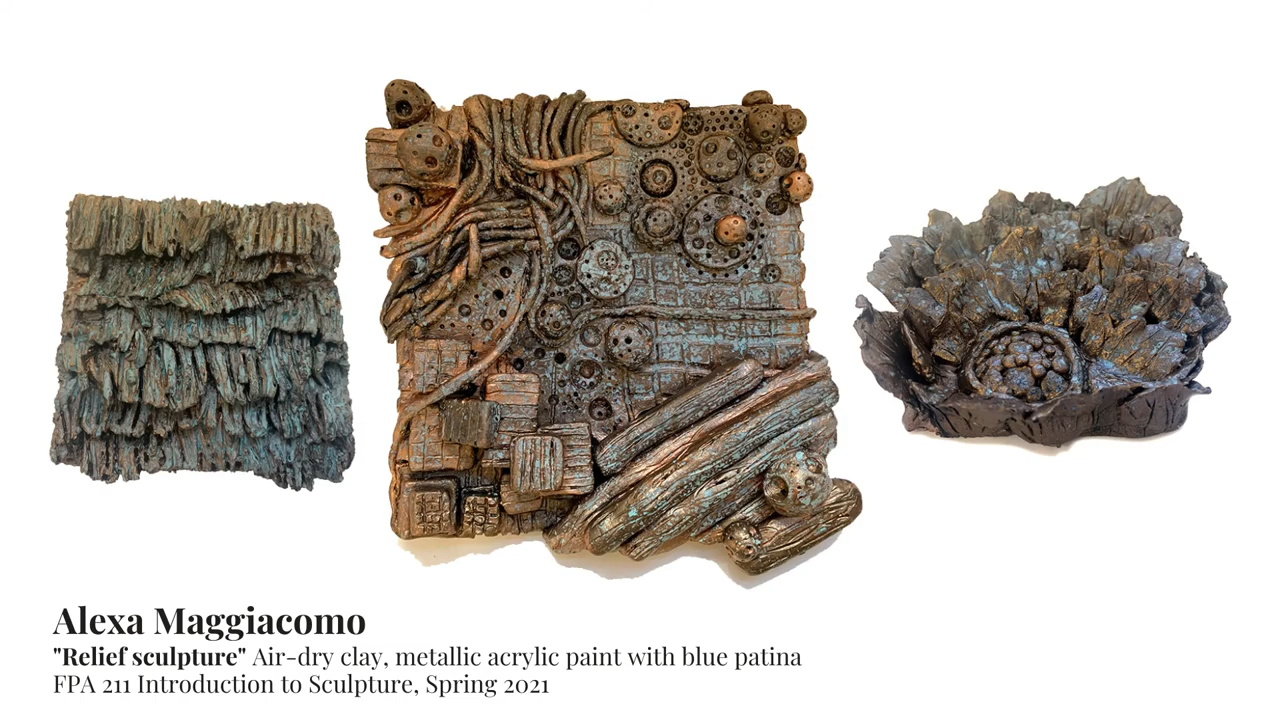 Alexa Maggiacomo
"Relief sculpture" Air-dry clay, metallic acrylic paint with blue patina
FPA 211 Introduction to Sculpture, Spring 2021